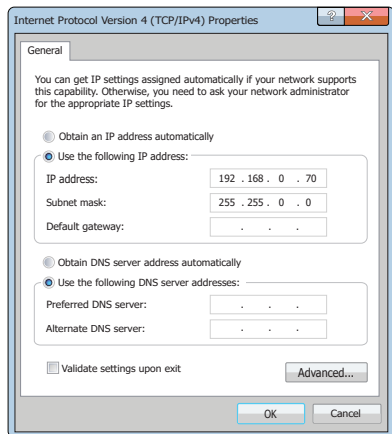 Internet Protocol Version 4 (TCP/IPv4) Properties
?
General
You can get IP settings assigned automatically if your network supports
this capability. Otherwise, you need to ask your network administrator
for the appropriate IP settings.
Obtain an IP address automatically
Use the following IP address:
IP address: 192 . 168 . 0 . 70
Subnet mask: 255 . 255 . 0 . 0
Default gateway: . . .
Obtain DNS server address automatically
Use the following DNS server addresses:
Preferred DNS server: . . .
Alternate DNS server: . . .
Validate settings upon exit
Advanced...
OK Cancel